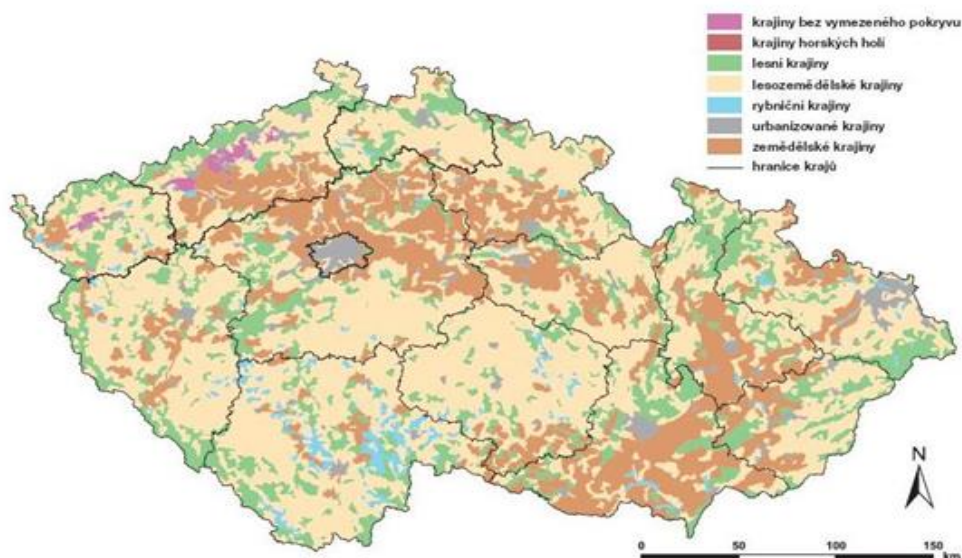 krajiny bez vymezeného pokryvu
krajiny horských holí
lesní krajiny
lesozemědělské krajiny
rybniční krajiny
urbanizované krajiny
zemědělské krajiny
hranice krajů
N
0 50 100 150
km